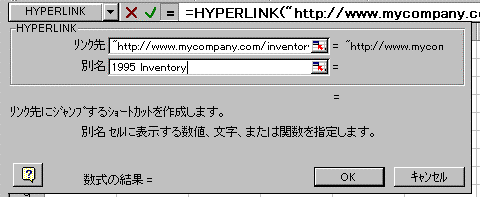 HYPERLINK = =HYPERLINK("http://www.mycompany.c
HYPERLINK
リンク先 "http://www.mycompany.com/inventor = "http://www.mycom
別名 1995 Inventory =
=
リンク先にジャンプするショートカットを作成します。
別名 セルに表示する数値、文字、または関数を指定します。
数式の結果 = OK キャンセル